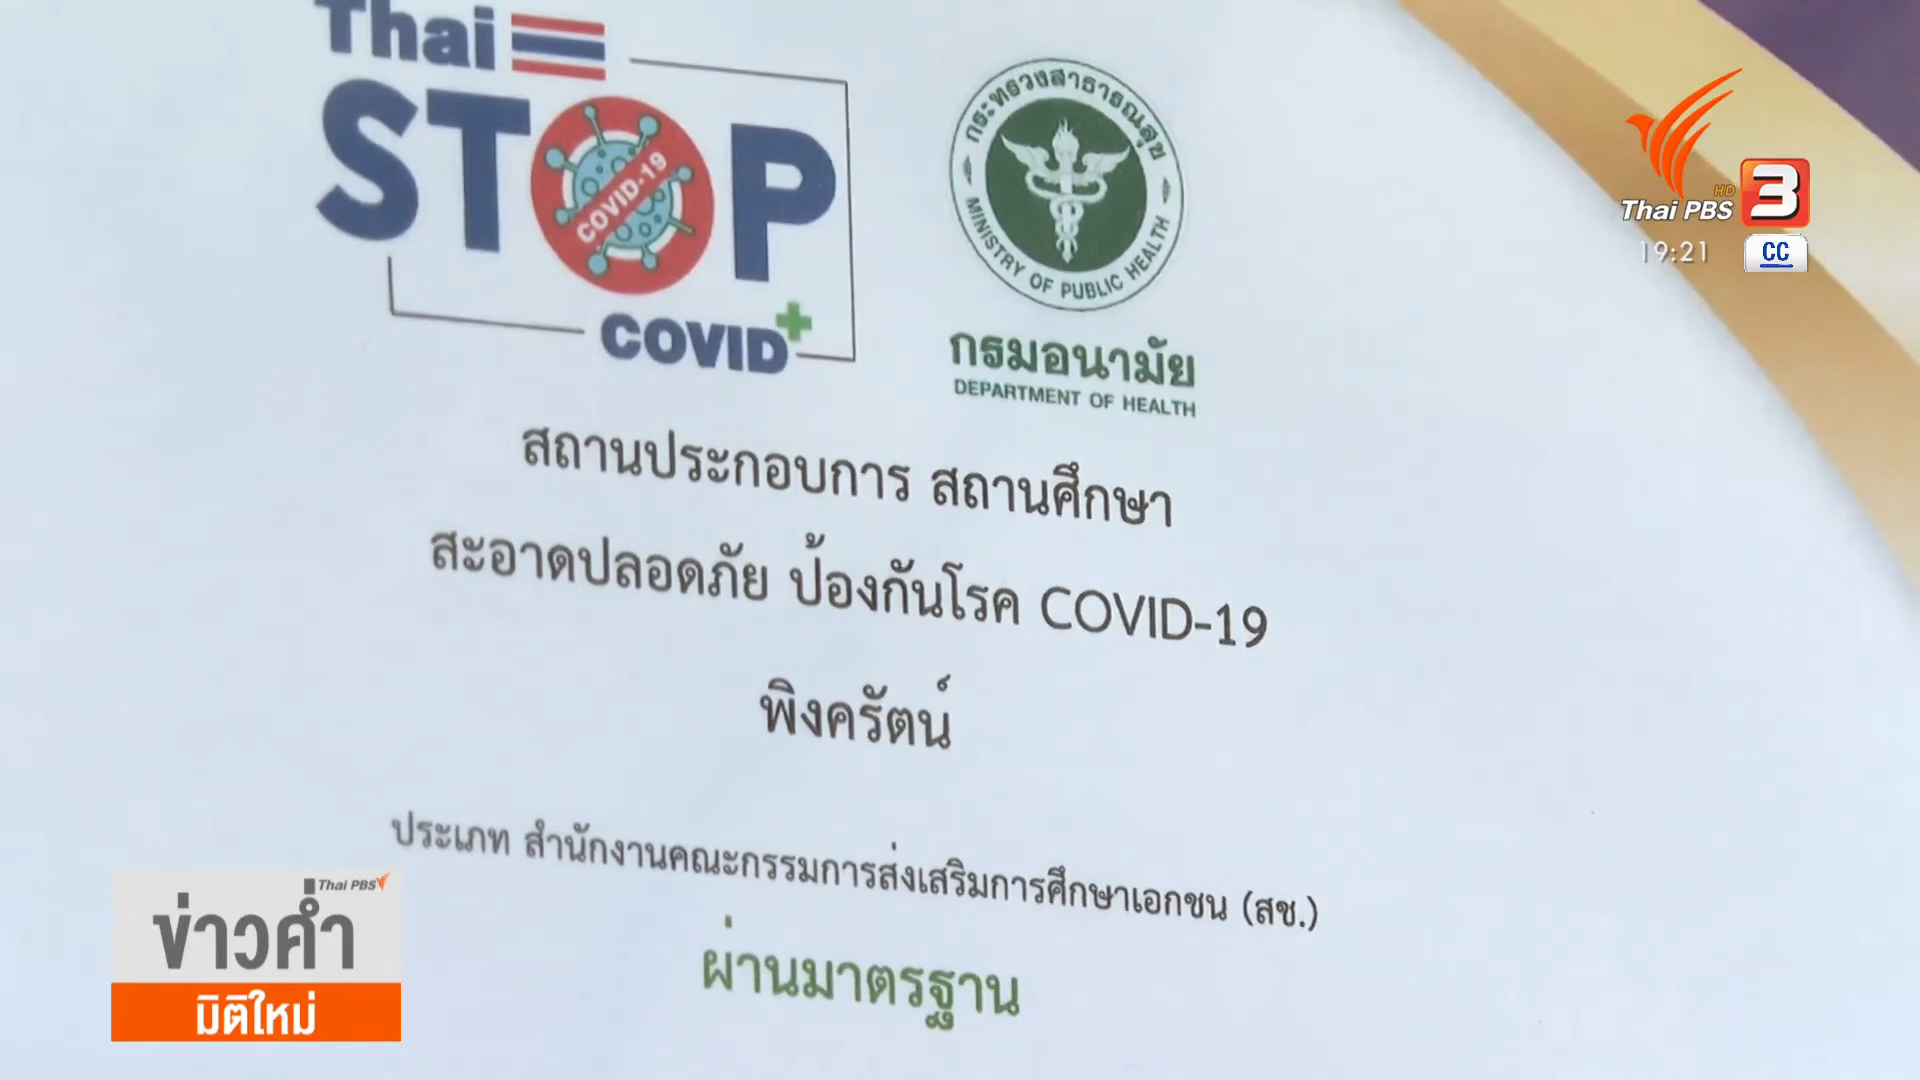 Thai
STOP
COVID-19
COVID+
กระทรวงสาธารณสุข
MINISTRY OF PUBLIC HEALTH
กรมอนามัย
DEPARTMENT OF HEALTH
Thai PBS HD 3
19:21 CC
สถานประกอบการ สถานศึกษา
สะอาดปลอดภัย ป้องกันโรค COVID-19
พิงครัตน์
ประเภท สำนักงานคณะกรรมการส่งเสริมการศึกษาเอกชน (สช.)
ผ่านมาตรฐาน
Thai PBS
ข่าวค่ำ
มิติใหม่